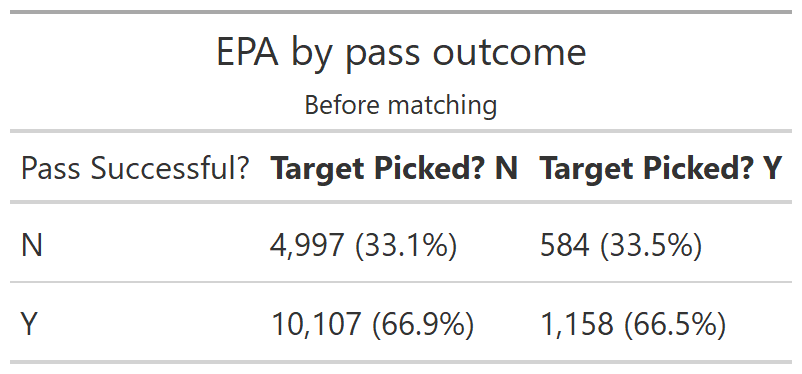 EPA by pass outcome
Before matching
Pass Successful? Target Picked? N Target Picked? Y
N 4,997 (33.1%) 584 (33.5%)
Y 10,107 (66.9%) 1,158 (66.5%)